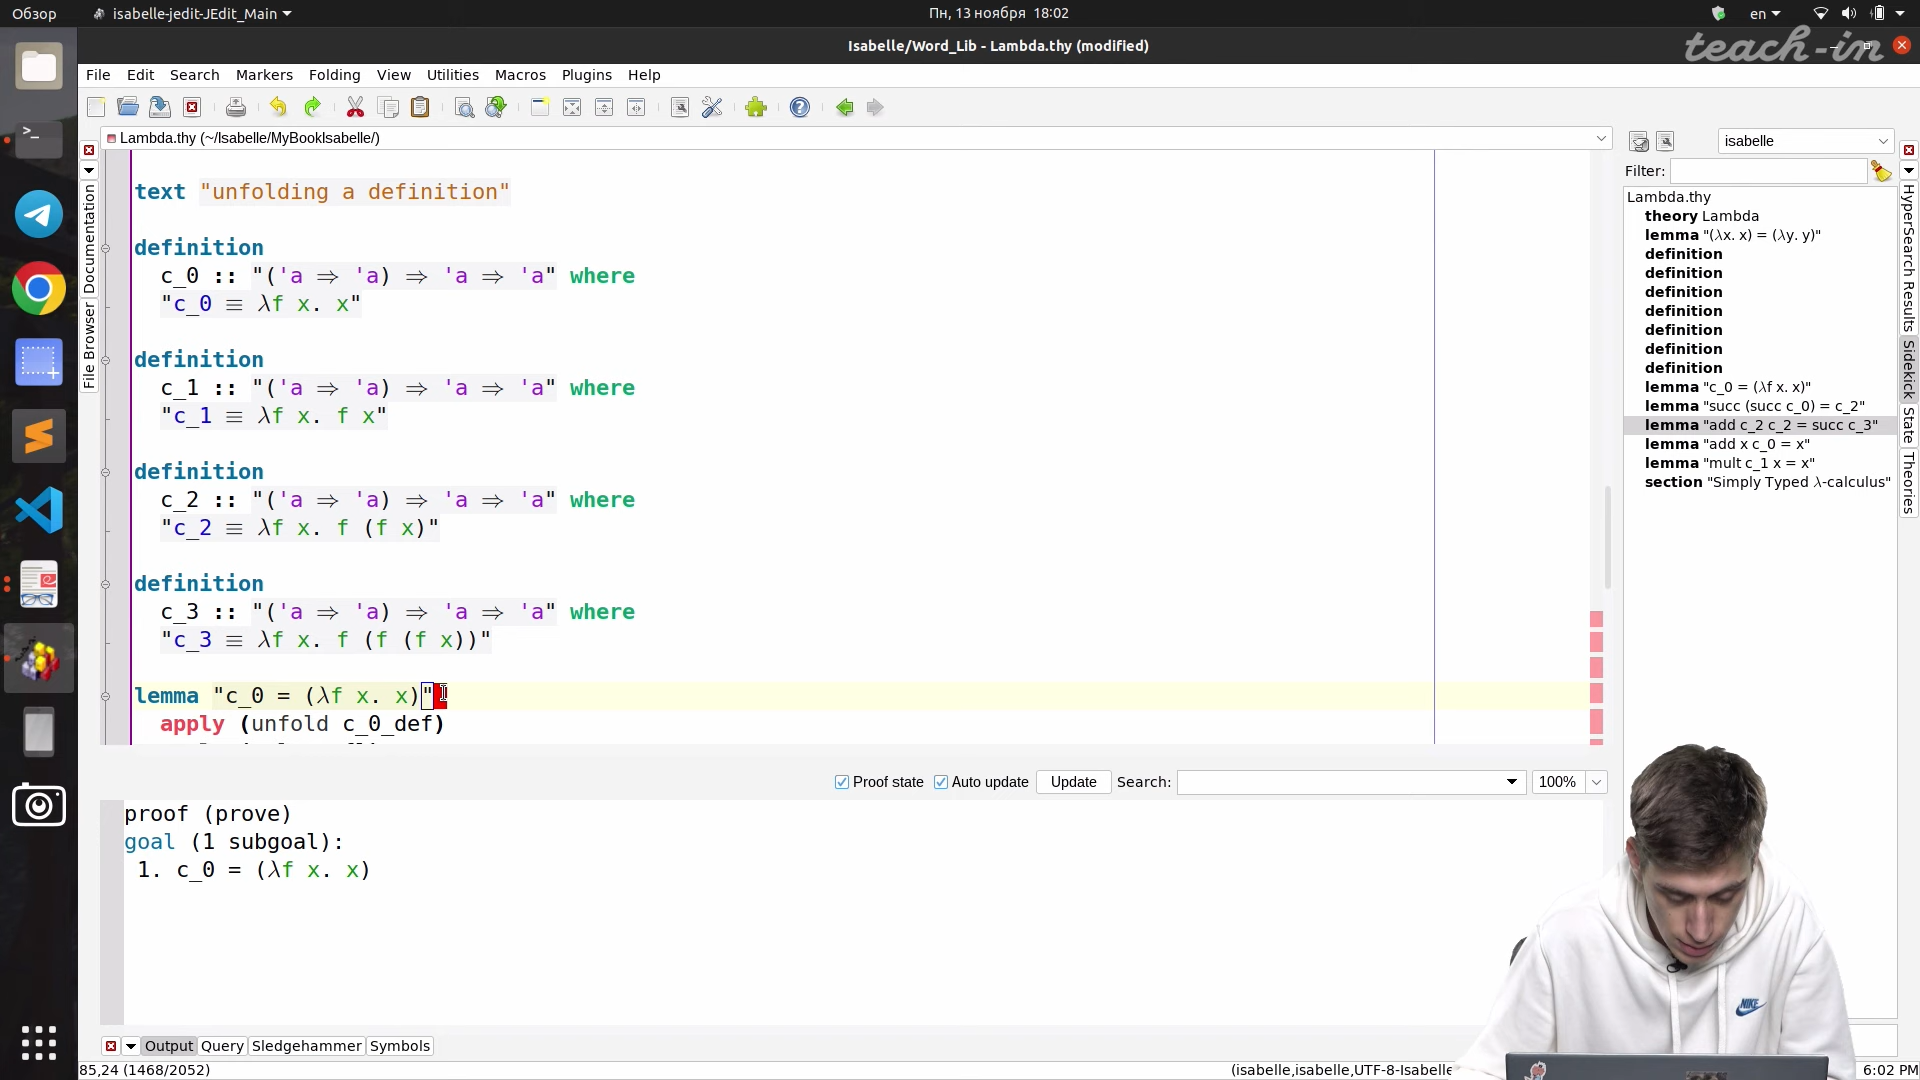 Обзор
isabelle-jedit-JEdit_Main
Пн, 13 ноября 18:02
en
Isabelle/Word_Lib - Lambda.thy (modified)
teach-in
File Edit Search Markers Folding View Utilities Macros Plugins Help
Lambda.thy (~/Isabelle/MyBookIsabelle/)
isabelle
Filter:
Documentation
File Browser
text "unfolding a definition"
definition
c_0 :: "('a ⇒ 'a) ⇒ 'a ⇒ 'a" where
"c_0 ≡ λf x. x"
definition
c_1 :: "('a ⇒ 'a) ⇒ 'a ⇒ 'a" where
"c_1 ≡ λf x. f x"
definition
c_2 :: "('a ⇒ 'a) ⇒ 'a ⇒ 'a" where
"c_2 ≡ λf x. f (f x)"
definition
c_3 :: "('a ⇒ 'a) ⇒ 'a ⇒ 'a" where
"c_3 ≡ λf x. f (f (f x))"
lemma "c_0 = (λf x. x)"
apply (unfold c_0_def)
Lambda.thy
theory Lambda
lemma "(λx. x) = (λy. y)"
definition
definition
definition
definition
definition
definition
definition
lemma "c_0 = (λf x. x)"
lemma "succ (succ c_0) = c_2"
lemma "add c_2 c_2 = succ c_3"
lemma "add x c_0 = x"
lemma "mult c_1 x = x"
section "Simply Typed λ-calculus"
HyperSearch Results
Sidekick
State
Theories
Proof state Auto update Update Search: 100%
proof (prove)
goal (1 subgoal):
1. c_0 = (λf x. x)
NIKE
Output Query Sledgehammer Symbols
85,24 (1468/2052)
(isabelle,isabelle,UTF-8-Isabelle
6:02 PM